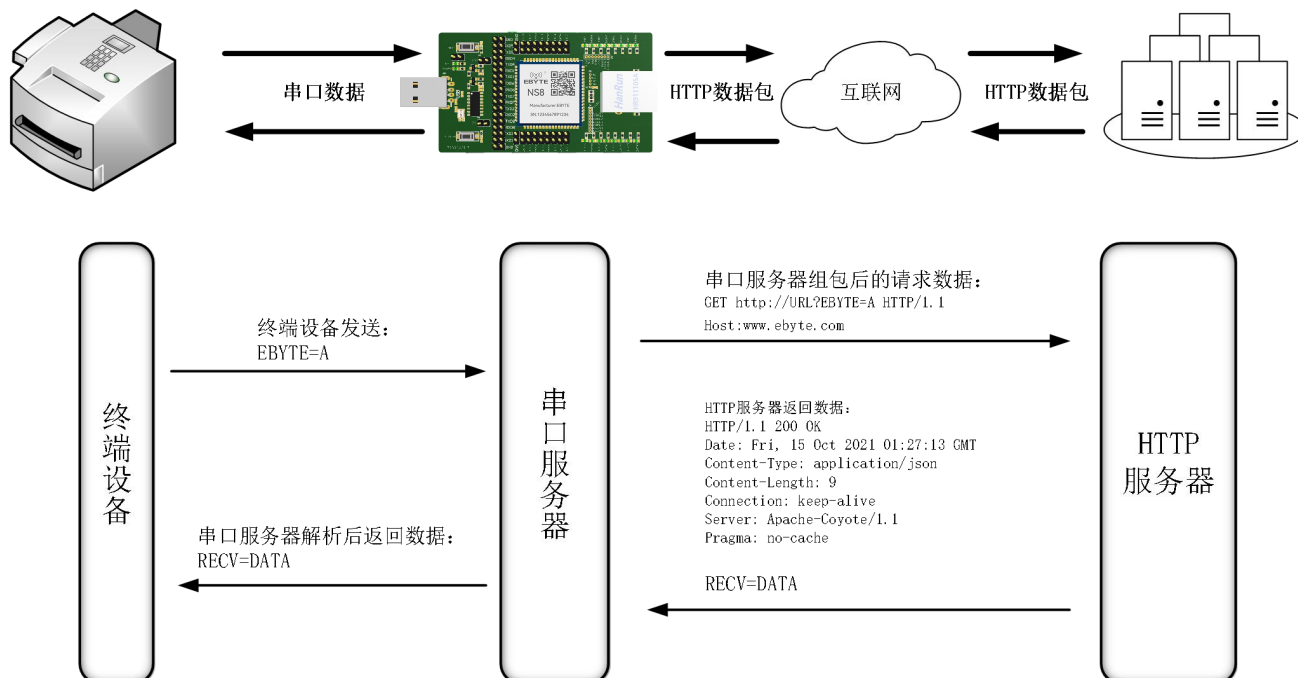 串口数据
HTTP数据包
互联网
HTTP数据包
EBYTE
NS8
Manufacturer:EBYTE
HanRun
终端设备
终端设备发送：
EBYTE=A
串口服务器解析后返回数据：
RECV=DATA
串口服务器
串口服务器组包后的请求数据：
GET http://URL?EBYTE=A HTTP/1.1
Host:www.ebyte.com
HTTP服务器返回数据：
HTTP/1.1 200 OK
Date: Fri, 15 Oct 2021 01:27:13 GMT
Content-Type: application/json
Content-Length: 9
Connection: keep-alive
Server: Apache-Coyote/1.1
Pragma: no-cache
RECV=DATA
HTTP
服务器